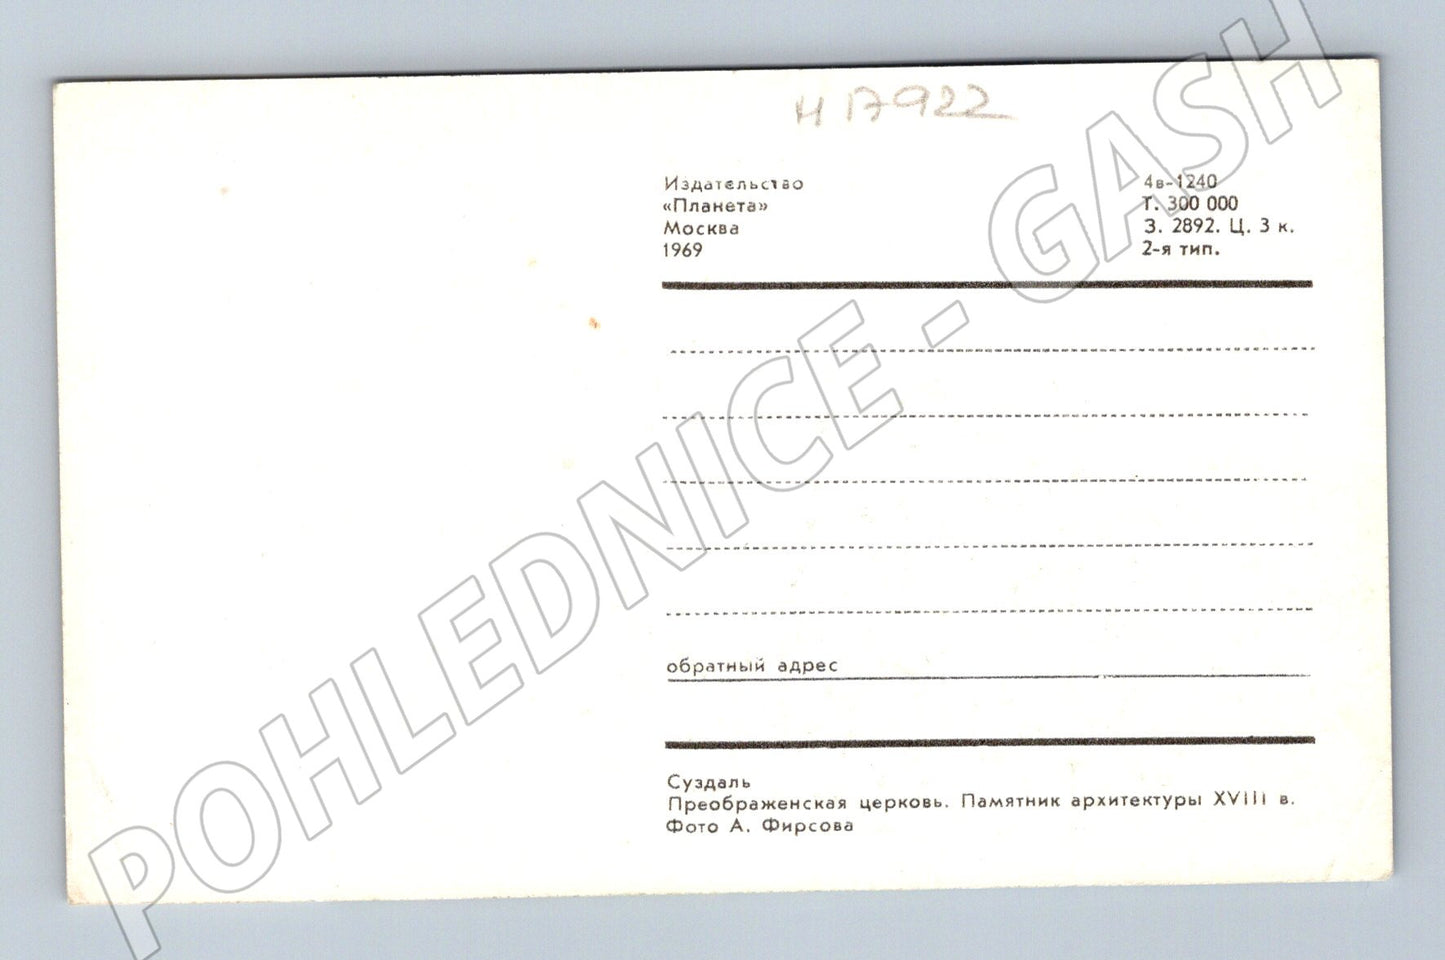 H 17922
Издательство
«Планета»
Москва
1969
4в-1240
Т. 300 000
З. 2892. Ц. 3 к.
2-я тип.
обратный адрес
Суздаль
Преображенская церковь. Памятник архитектуры XVIII в.
Фото А. Фирсова
POHLEDNICE - GASH